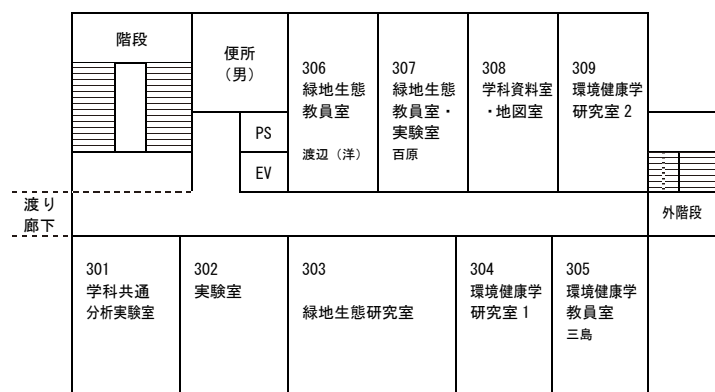 階段
便所
（男）
PS
EV
306
緑地生態
教員室
渡辺（洋）
307
緑地生態
教員室・
実験室
百原
308
学科資料室
・地図室
309
環境健康学
研究室２
渡り
廊下
外階段
301
学科共通
分析実験室
302
実験室
303
緑地生態研究室
304
環境健康学
研究室１
305
環境健康学
教員室
三島